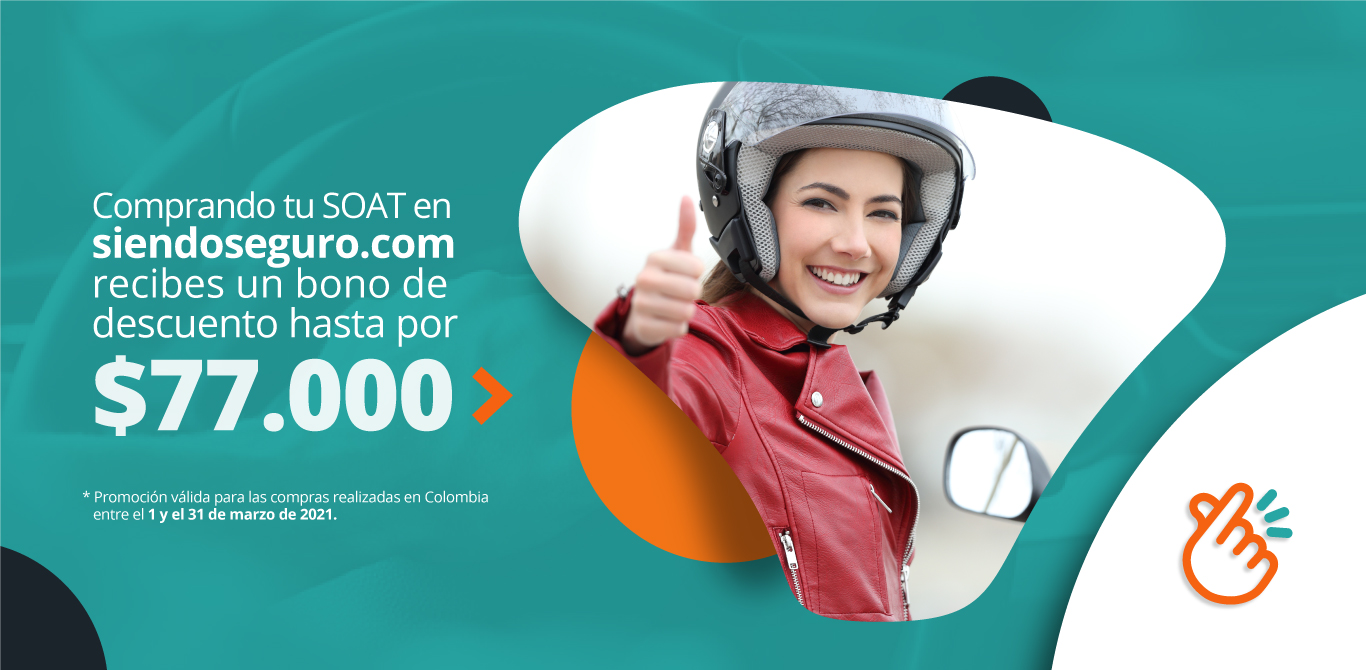 Comprando tu SOAT en
siendoseguro.com
recibes un bono de
descuento hasta por
$77.000
* Promoción válida para las compras realizadas en Colombia
entre el 1 y el 31 de marzo de 2021.